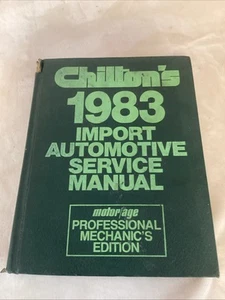 Chilton's
1983
IMPORT
AUTOMOTIVE
SERVICE
MANUAL
motor/age
PROFESSIONAL
MECHANIC'S
EDITION